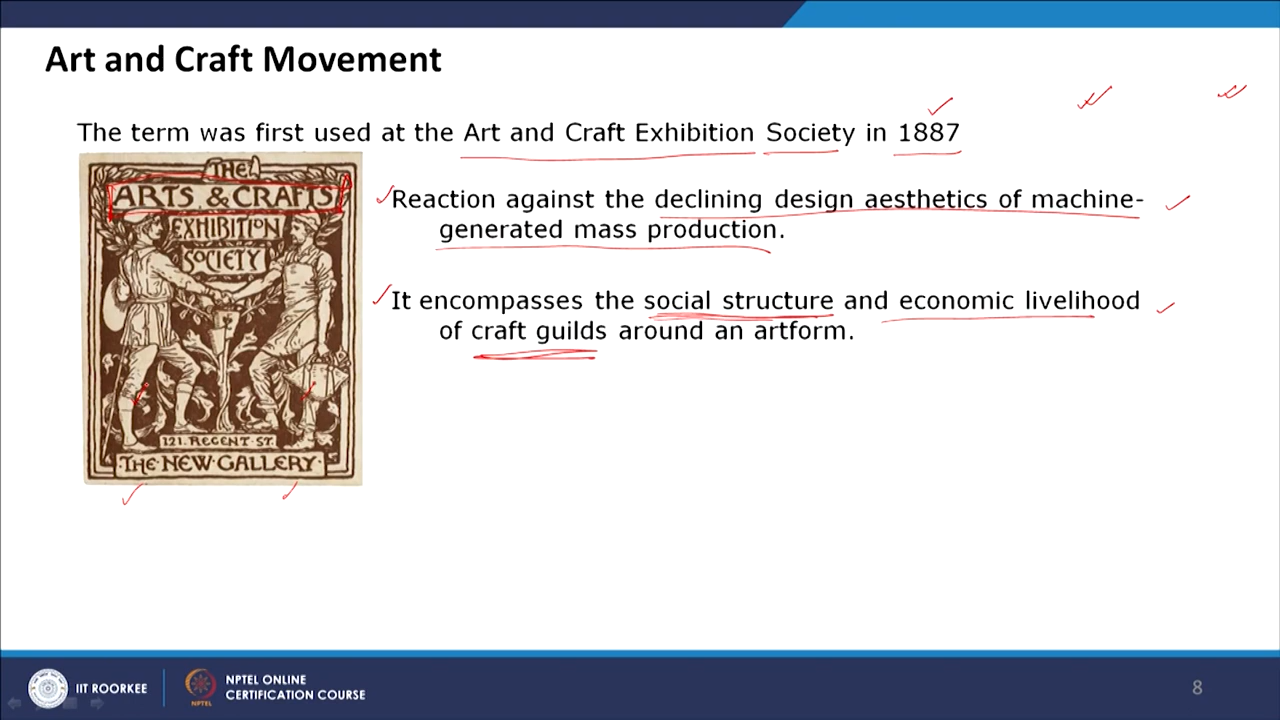 Art and Craft Movement
The term was first used at the Art and Craft Exhibition Society in 1887
THE
ARTS & CRAFTS
EXHIBITION
SOCIETY
121. REGENT. ST.
·THE·NEW·GALLERY·
Reaction against the declining design aesthetics of machine-
generated mass production.
It encompasses the social structure and economic livelihood
of craft guilds around an artform.
IIT ROORKEE
NPTEL
NPTEL ONLINE
CERTIFICATION COURSE
8